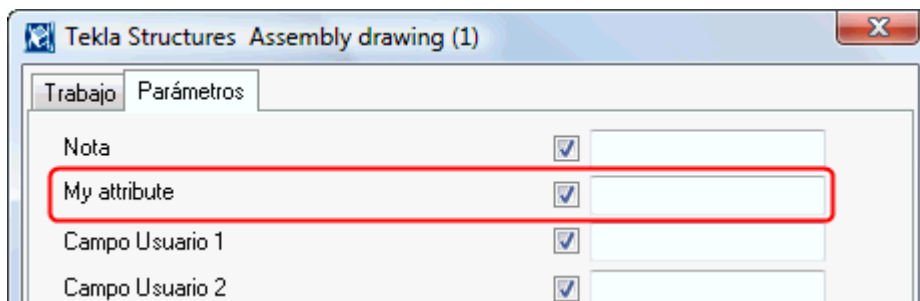 Tekla Structures Assembly drawing (1)
Trabajo Parámetros
Nota
My attribute
Campo Usuario 1
Campo Usuario 2